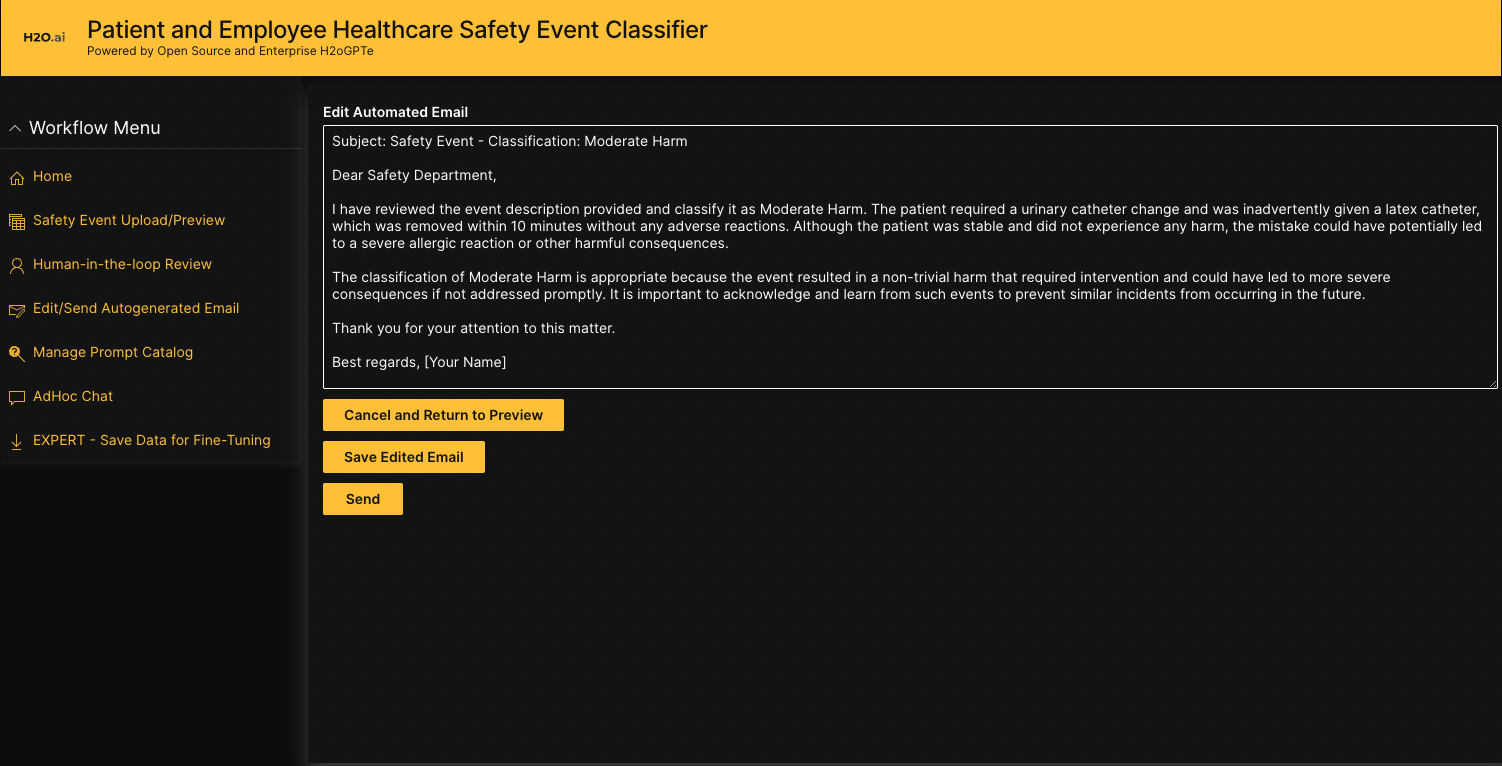 H2O.ai
Patient and Employee Healthcare Safety Event Classifier
Powered by Open Source and Enterprise H2oGPTe
Workflow Menu
Home
Safety Event Upload/Preview
Human-in-the-loop Review
Edit/Send Autogenerated Email
Manage Prompt Catalog
AdHoc Chat
EXPERT - Save Data for Fine-Tuning
Edit Automated Email
Subject: Safety Event - Classification: Moderate Harm
Dear Safety Department,
I have reviewed the event description provided and classify it as Moderate Harm. The patient required a urinary catheter change and was inadvertently given a latex catheter,
which was removed within 10 minutes without any adverse reactions. Although the patient was stable and did not experience any harm, the mistake could have potentially led
to a severe allergic reaction or other harmful consequences.
The classification of Moderate Harm is appropriate because the event resulted in a non-trivial harm that required intervention and could have led to more severe
consequences if not addressed promptly. It is important to acknowledge and learn from such events to prevent similar incidents from occurring in the future.
Thank you for your attention to this matter.
Best regards, [Your Name]
Cancel and Return to Preview
Save Edited Email
Send